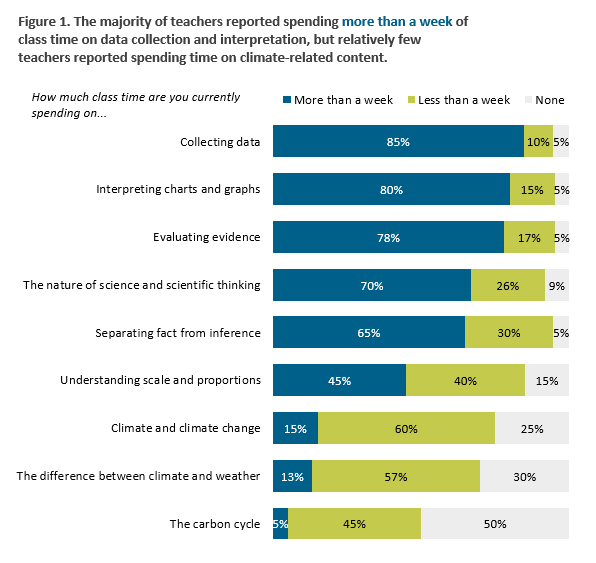 Figure 1. The majority of teachers reported spending more than a week of
class time on data collection and interpretation, but relatively few
teachers reported spending time on climate-related content.
How much class time are you currently
spending on...
More than a week Less than a week None
Collecting data 85% 10% 5%
Interpreting charts and graphs 80% 15% 5%
Evaluating evidence 78% 17% 5%
The nature of science and scientific thinking 70% 26% 9%
Separating fact from inference 65% 30% 5%
Understanding scale and proportions 45% 40% 15%
Climate and climate change 15% 60% 25%
The difference between climate and weather 13% 57% 30%
The carbon cycle 5% 45% 50%